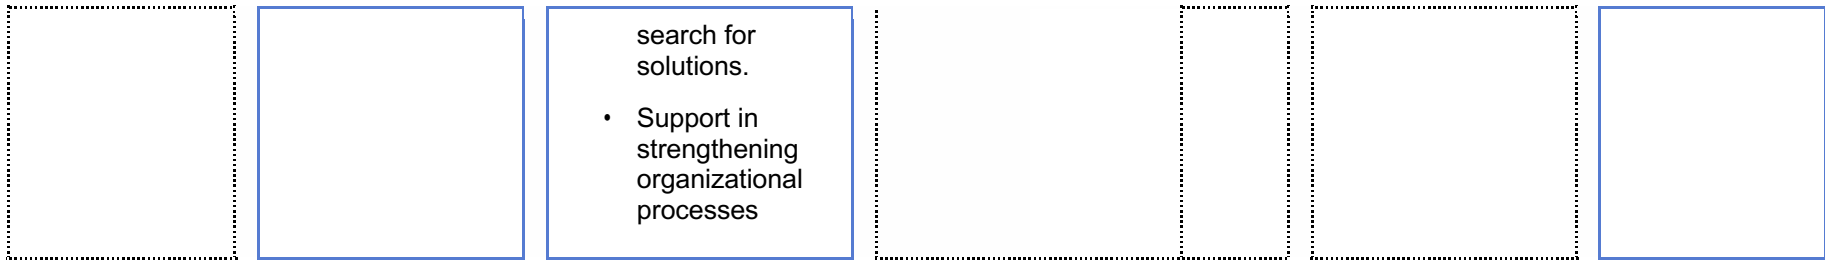 search for
solutions.
• Support in
strengthening
organizational
processes